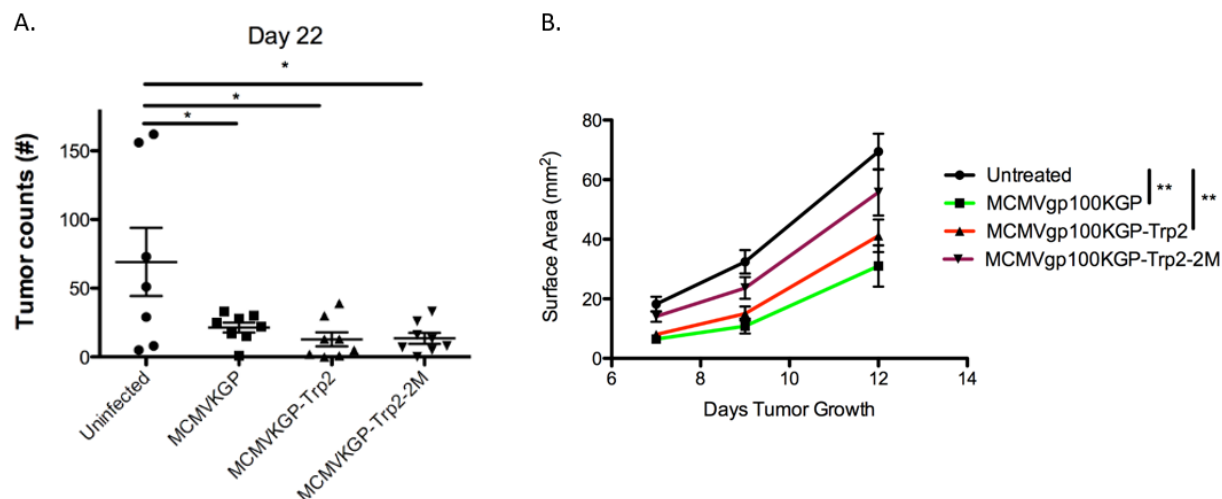 A.
Day 22
*
*
*
Tumor counts (#)
150
100
50
0
Uninfected
MCMVKGP
MCMVKGP-Trp2
MCMVKGP-Trp2-2M
B.
Surface Area (mm²)
80
60
40
20
0
6
8
10
12
14
Days Tumor Growth
Untreated
MCMVgp100KGP
MCMVgp100KGP-Trp2
MCMVgp100KGP-Trp2-2M
**
**